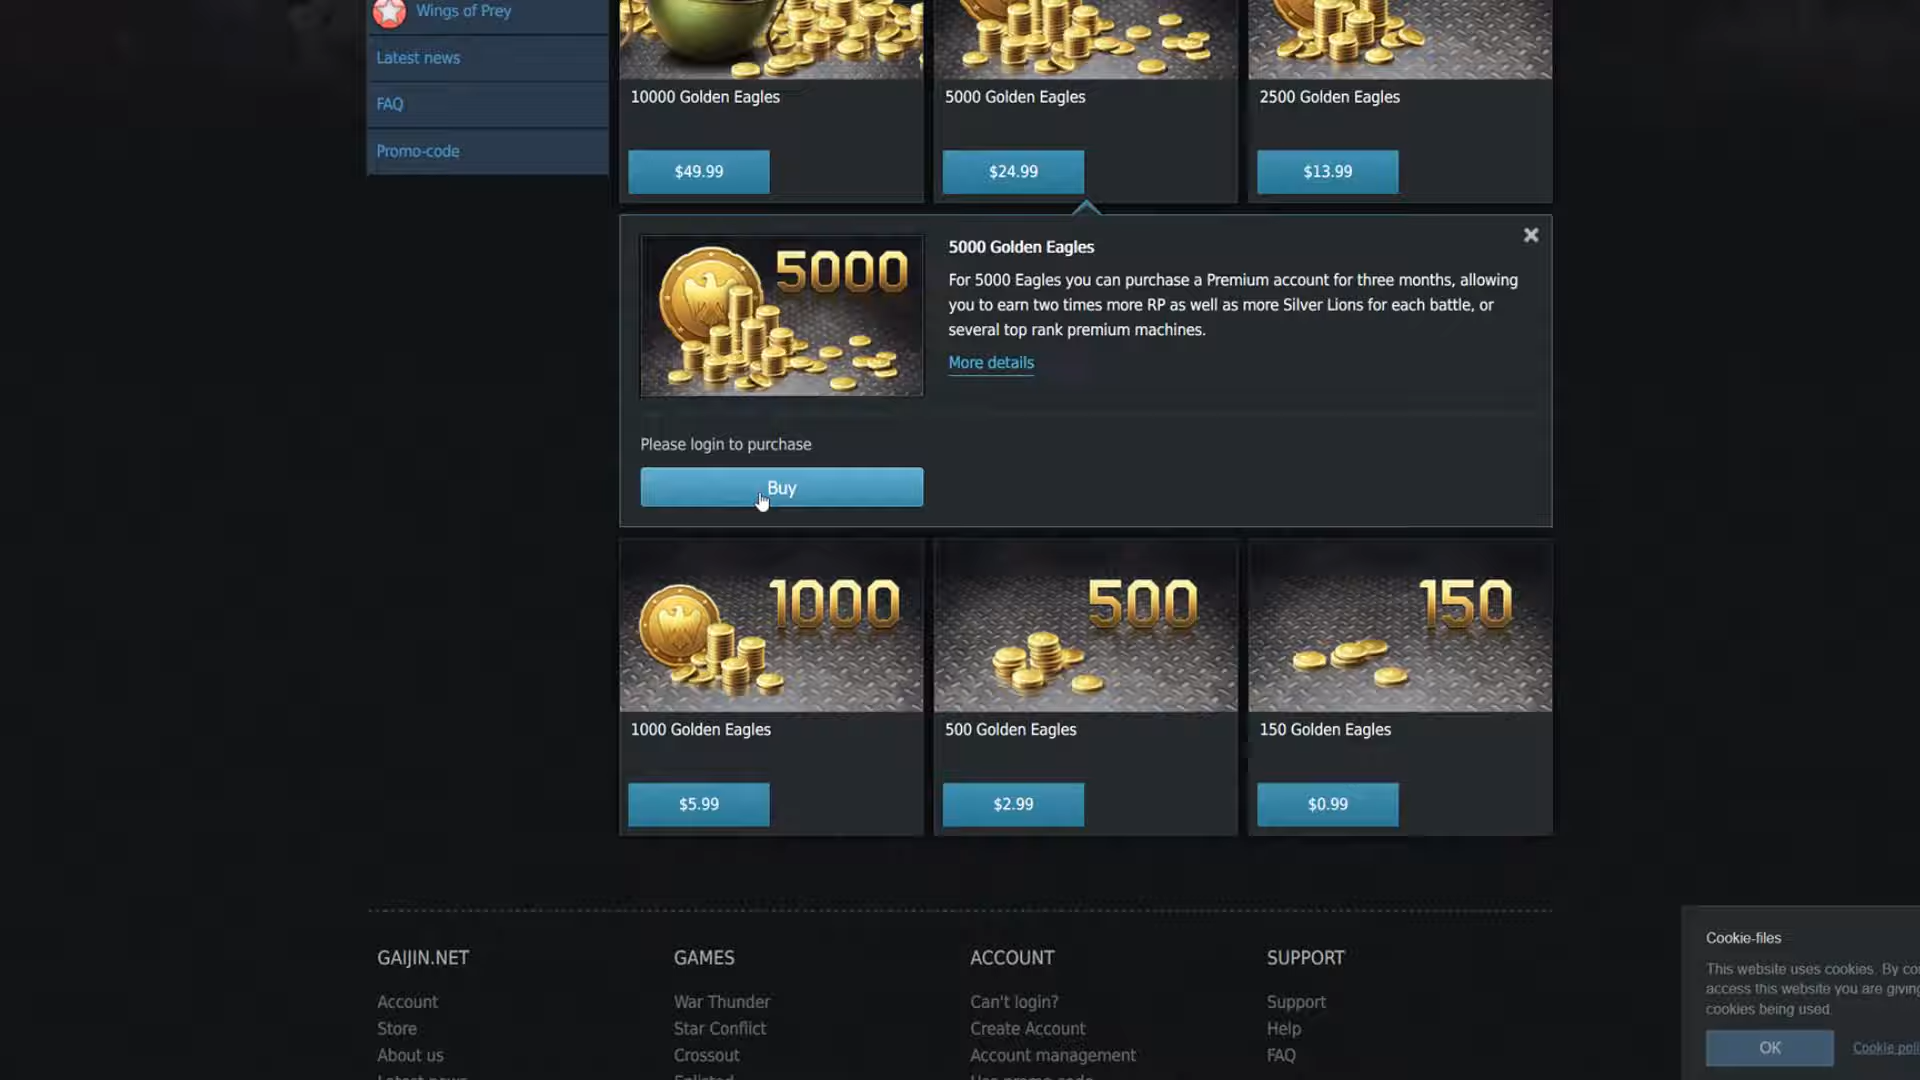 Wings of Prey
Latest news
FAQ
Promo-code
10000 Golden Eagles
5000 Golden Eagles
2500 Golden Eagles
$49.99
$24.99
$13.99
5000
5000 Golden Eagles
For 5000 Eagles you can purchase a Premium account for three months, allowing
you to earn two times more RP as well as more Silver Lions for each battle, or
several top rank premium machines.
More details
Please login to purchase
Buy
1000
500
150
1000 Golden Eagles
500 Golden Eagles
150 Golden Eagles
$5.99
$2.99
$0.99
GAIJIN.NET
GAMES
ACCOUNT
SUPPORT
Account
War Thunder
Can't login?
Support
Store
Star Conflict
Create Account
Help
About us
Crossout
Account management
FAQ
Cookie-files
This website uses cookies. By
access this website you are
cookies being used.
OK
Cookie